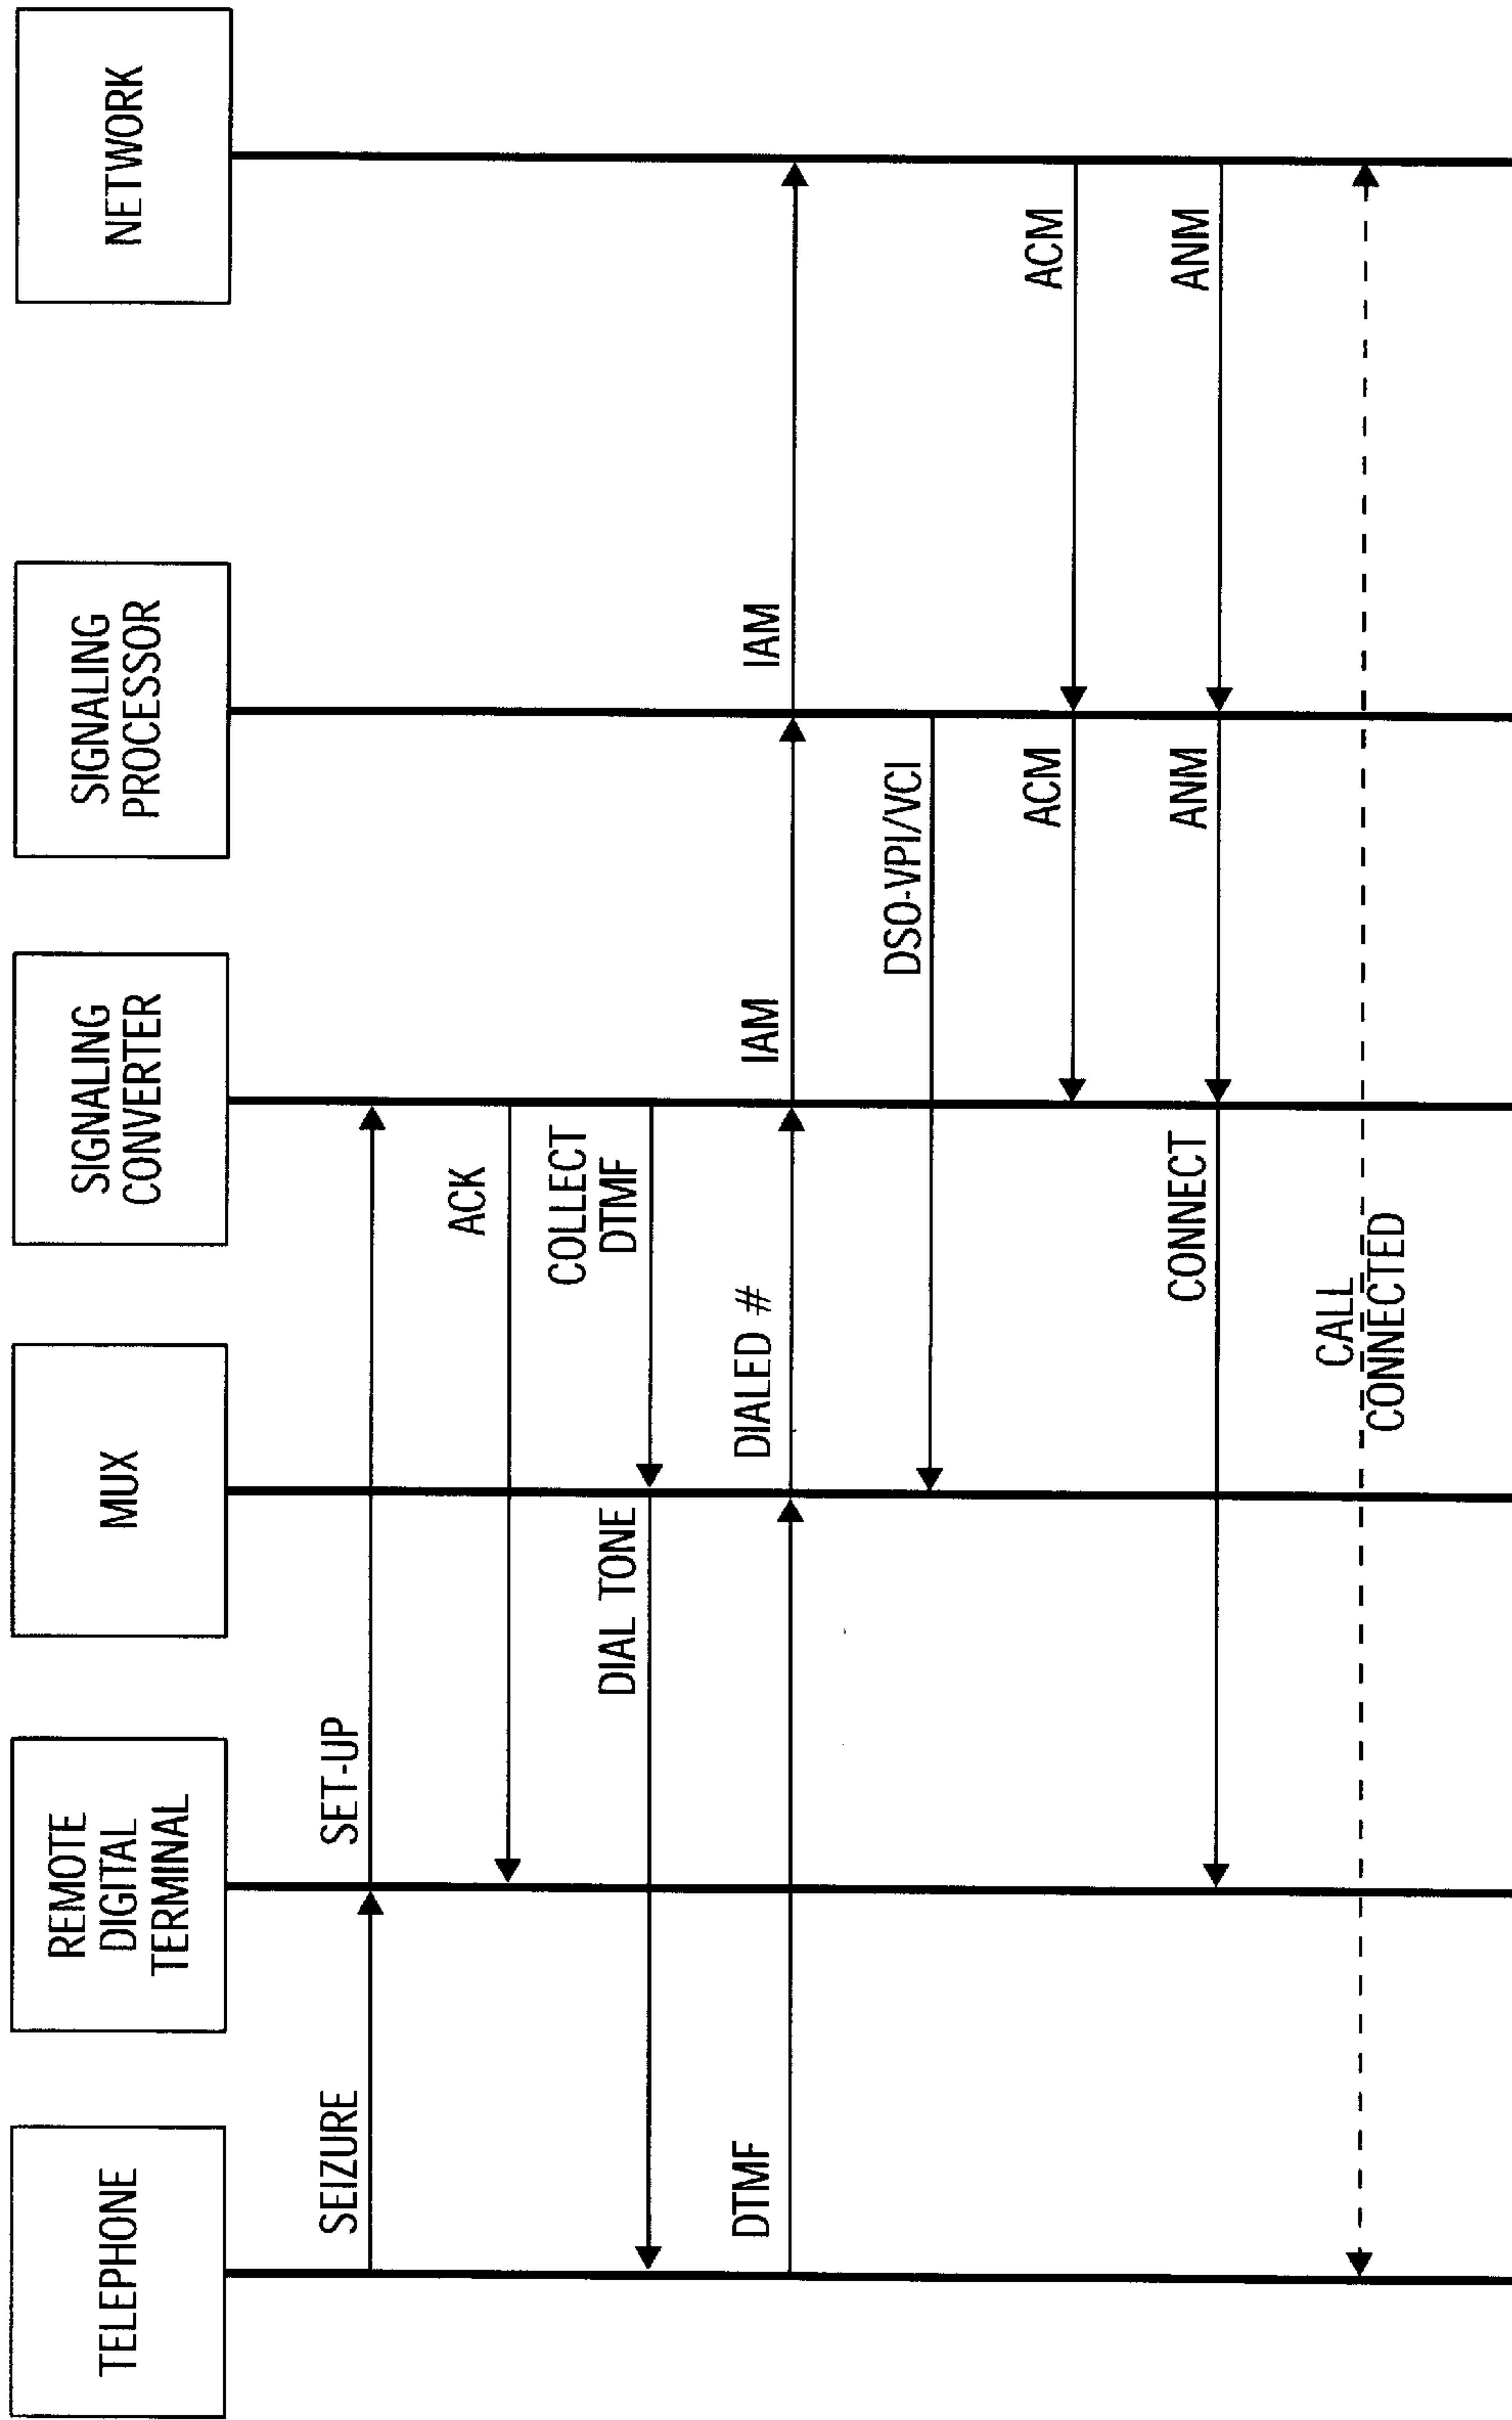 TELEPHONE
REMOTE
DIGITAL
TERMINAL
MUX
SIGNALING
CONVERTER
SIGNALING
PROCESSOR
NETWORK
SEIZURE
SET-UP
ACK
COLLECT
DTMF
DIAL TONE
DTMF
DIALED #
IAM
IAM
DSO-VPI/VCI
ACM
ACM
CONNECT
ANM
ANM
CALL
CONNECTED